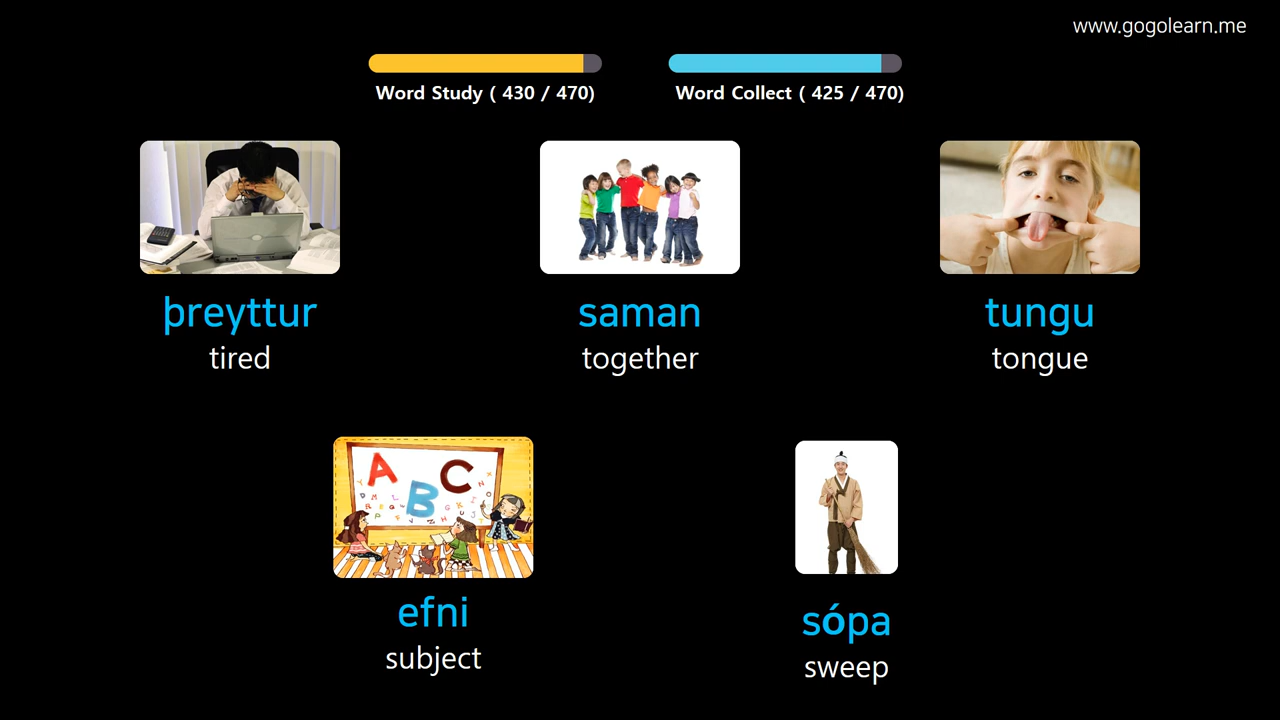 www.gogolearn.me
Word Study ( 430 / 470)
Word Collect ( 425 / 470)
þreyttur
tired
saman
together
tungu
tongue
A B C
efni
subject
sópa
sweep